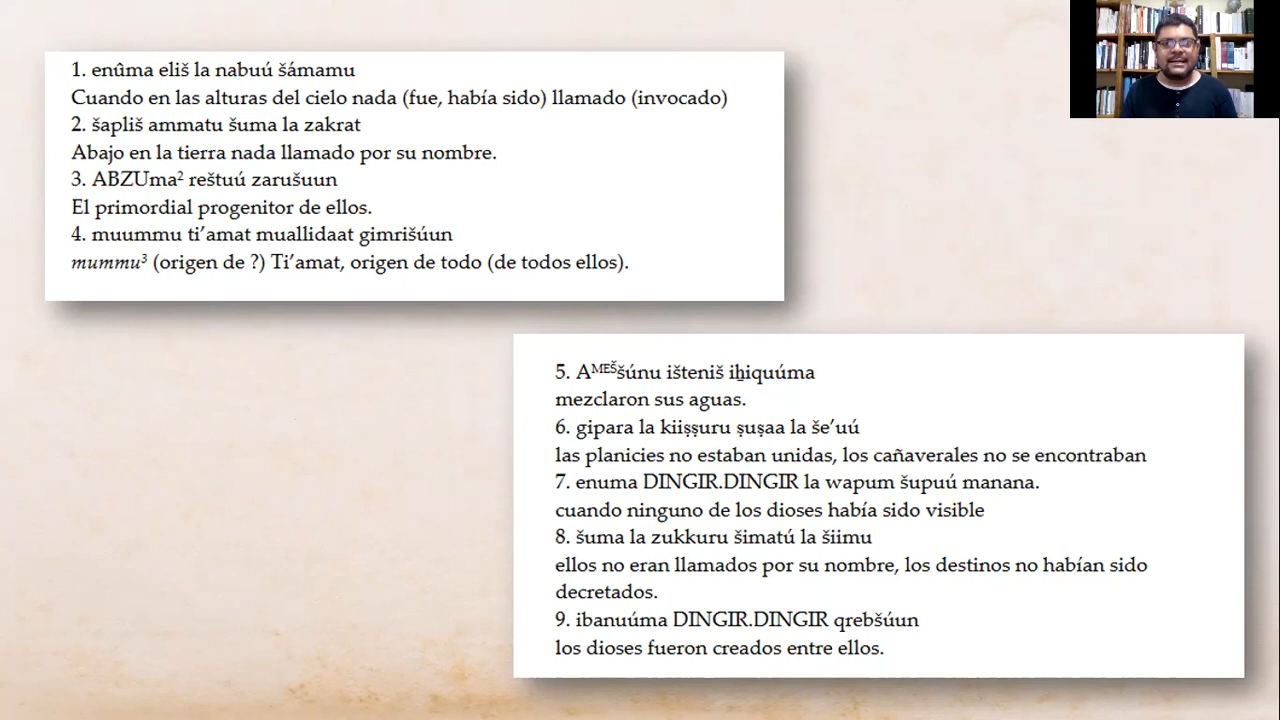 1. enûma eliš la nabuú šámamu
Cuando en las alturas del cielo nada (fue, había sido) llamado (invocado)
2. šapliš ammatu šuma la zakrat
Abajo en la tierra nada llamado por su nombre.
3. ABZUma² reštuú zarušuun
El primordial progenitor de ellos.
4. muummu ti’amat muallidaat gimrišúun
mummu³ (origen de ?) Ti’amat, origen de todo (de todos ellos).
5. Aᴹᴱˢ̌šúnu išteniš iḫiquúma
mezclaron sus aguas.
6. gipara la kiiṣṣuru ṣuṣaa la še’uú
las planicies no estaban unidas, los cañaverales no se encontraban
7. enuma DINGIR.DINGIR la wapum šupuú manana.
cuando ninguno de los dioses había sido visible
8. šuma la zukkuru šimatú la šiimu
ellos no eran llamados por su nombre, los destinos no habían sido
decretados.
9. ibanuúma DINGIR.DINGIR qrebšúun
los dioses fueron creados entre ellos.